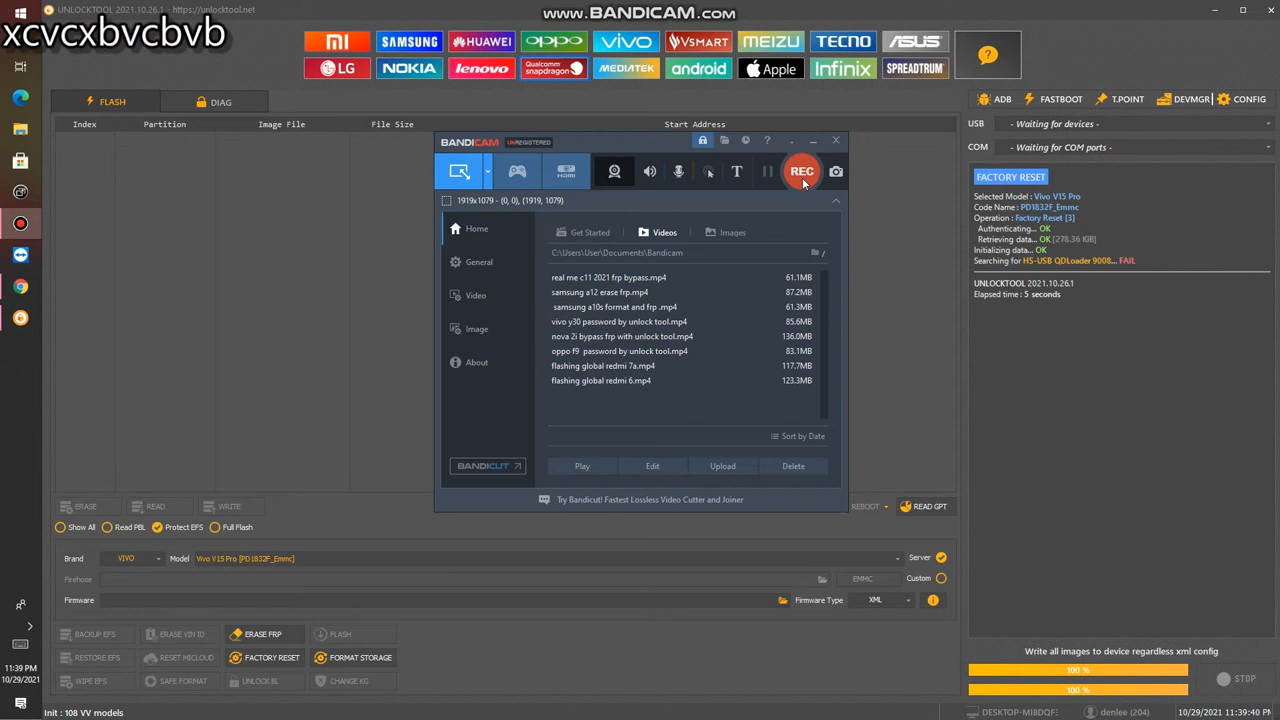 UNLOCKTOOL 2021.10.26.1 - https://unlocktool.net
www.BANDICAM.com
xcvcxbvcbvb
MI SAMSUNG HUAWEI OPPO VIVO VSMART MEIZU TECNO ASUS
LG NOKIA lenovo Qualcomm snapdragon MEDIATEK android Apple Infinix SPREADTRUM
FLASH DIAG
ADB FASTBOOT T.POINT DEVMGR CONFIG
Index Partition Image File File Size Start Address
USB - Waiting for devices -
COM - Waiting for COM ports -
BANDICAM UNREGISTERED
HDMI T REC
1919x1079 - (0, 0), (1919, 1079)
Home
General
Video
Image
About
BANDICUT
Get Started Videos Images
C:\Users\User\Documents\Bandicam
real me c11 2021 frp bypass.mp4 61.1MB
samsung a12 erase frp.mp4 87.2MB
samsung a10s format and frp .mp4 61.3MB
vivo y30 password by unlock tool.mp4 85.6MB
nova 2i bypass frp with unlock tool.mp4 136.0MB
oppo f9 password by unlock tool.mp4 83.1MB
flashing global redmi 7a.mp4 117.7MB
flashing global redmi 6.mp4 123.3MB
Sort by Date
Play Edit Upload Delete
Try Bandicut! Fastest Lossless Video Cutter and Joiner
FACTORY RESET
Selected Model : Vivo V15 Pro
Code Name : PD1832F_Emmc
Operation : Factory Reset [3]
Authenticating... OK
Retrieving data... OK [278.36 KiB]
Initializing data... OK
Searching for HS-USB QDLoader 9008... FAIL
UNLOCKTOOL 2021.10.26.1
Elapsed time : 5 seconds
ERASE READ WRITE REBOOT READ GPT
Show All Read PBL Protect EFS Full Flash
Brand VIVO Model Vivo V15 Pro [PD1832F_Emmc] Server
Firehose EMMC Custom
Firmware Firmware Type XML
BACKUP EFS ERASE VIN ID ERASE FRP FLASH
RESTORE EFS RESET MICLOUD FACTORY RESET FORMAT STORAGE
WIPE EFS SAFE FORMAT UNLOCK BL CHANGE KG
Write all images to device regardless xml config
100 %
100 %
STOP
Init : 108 VV models
denlee (204) 10/29/2021 11:39:40 PM
11:39 PM
10/29/2021